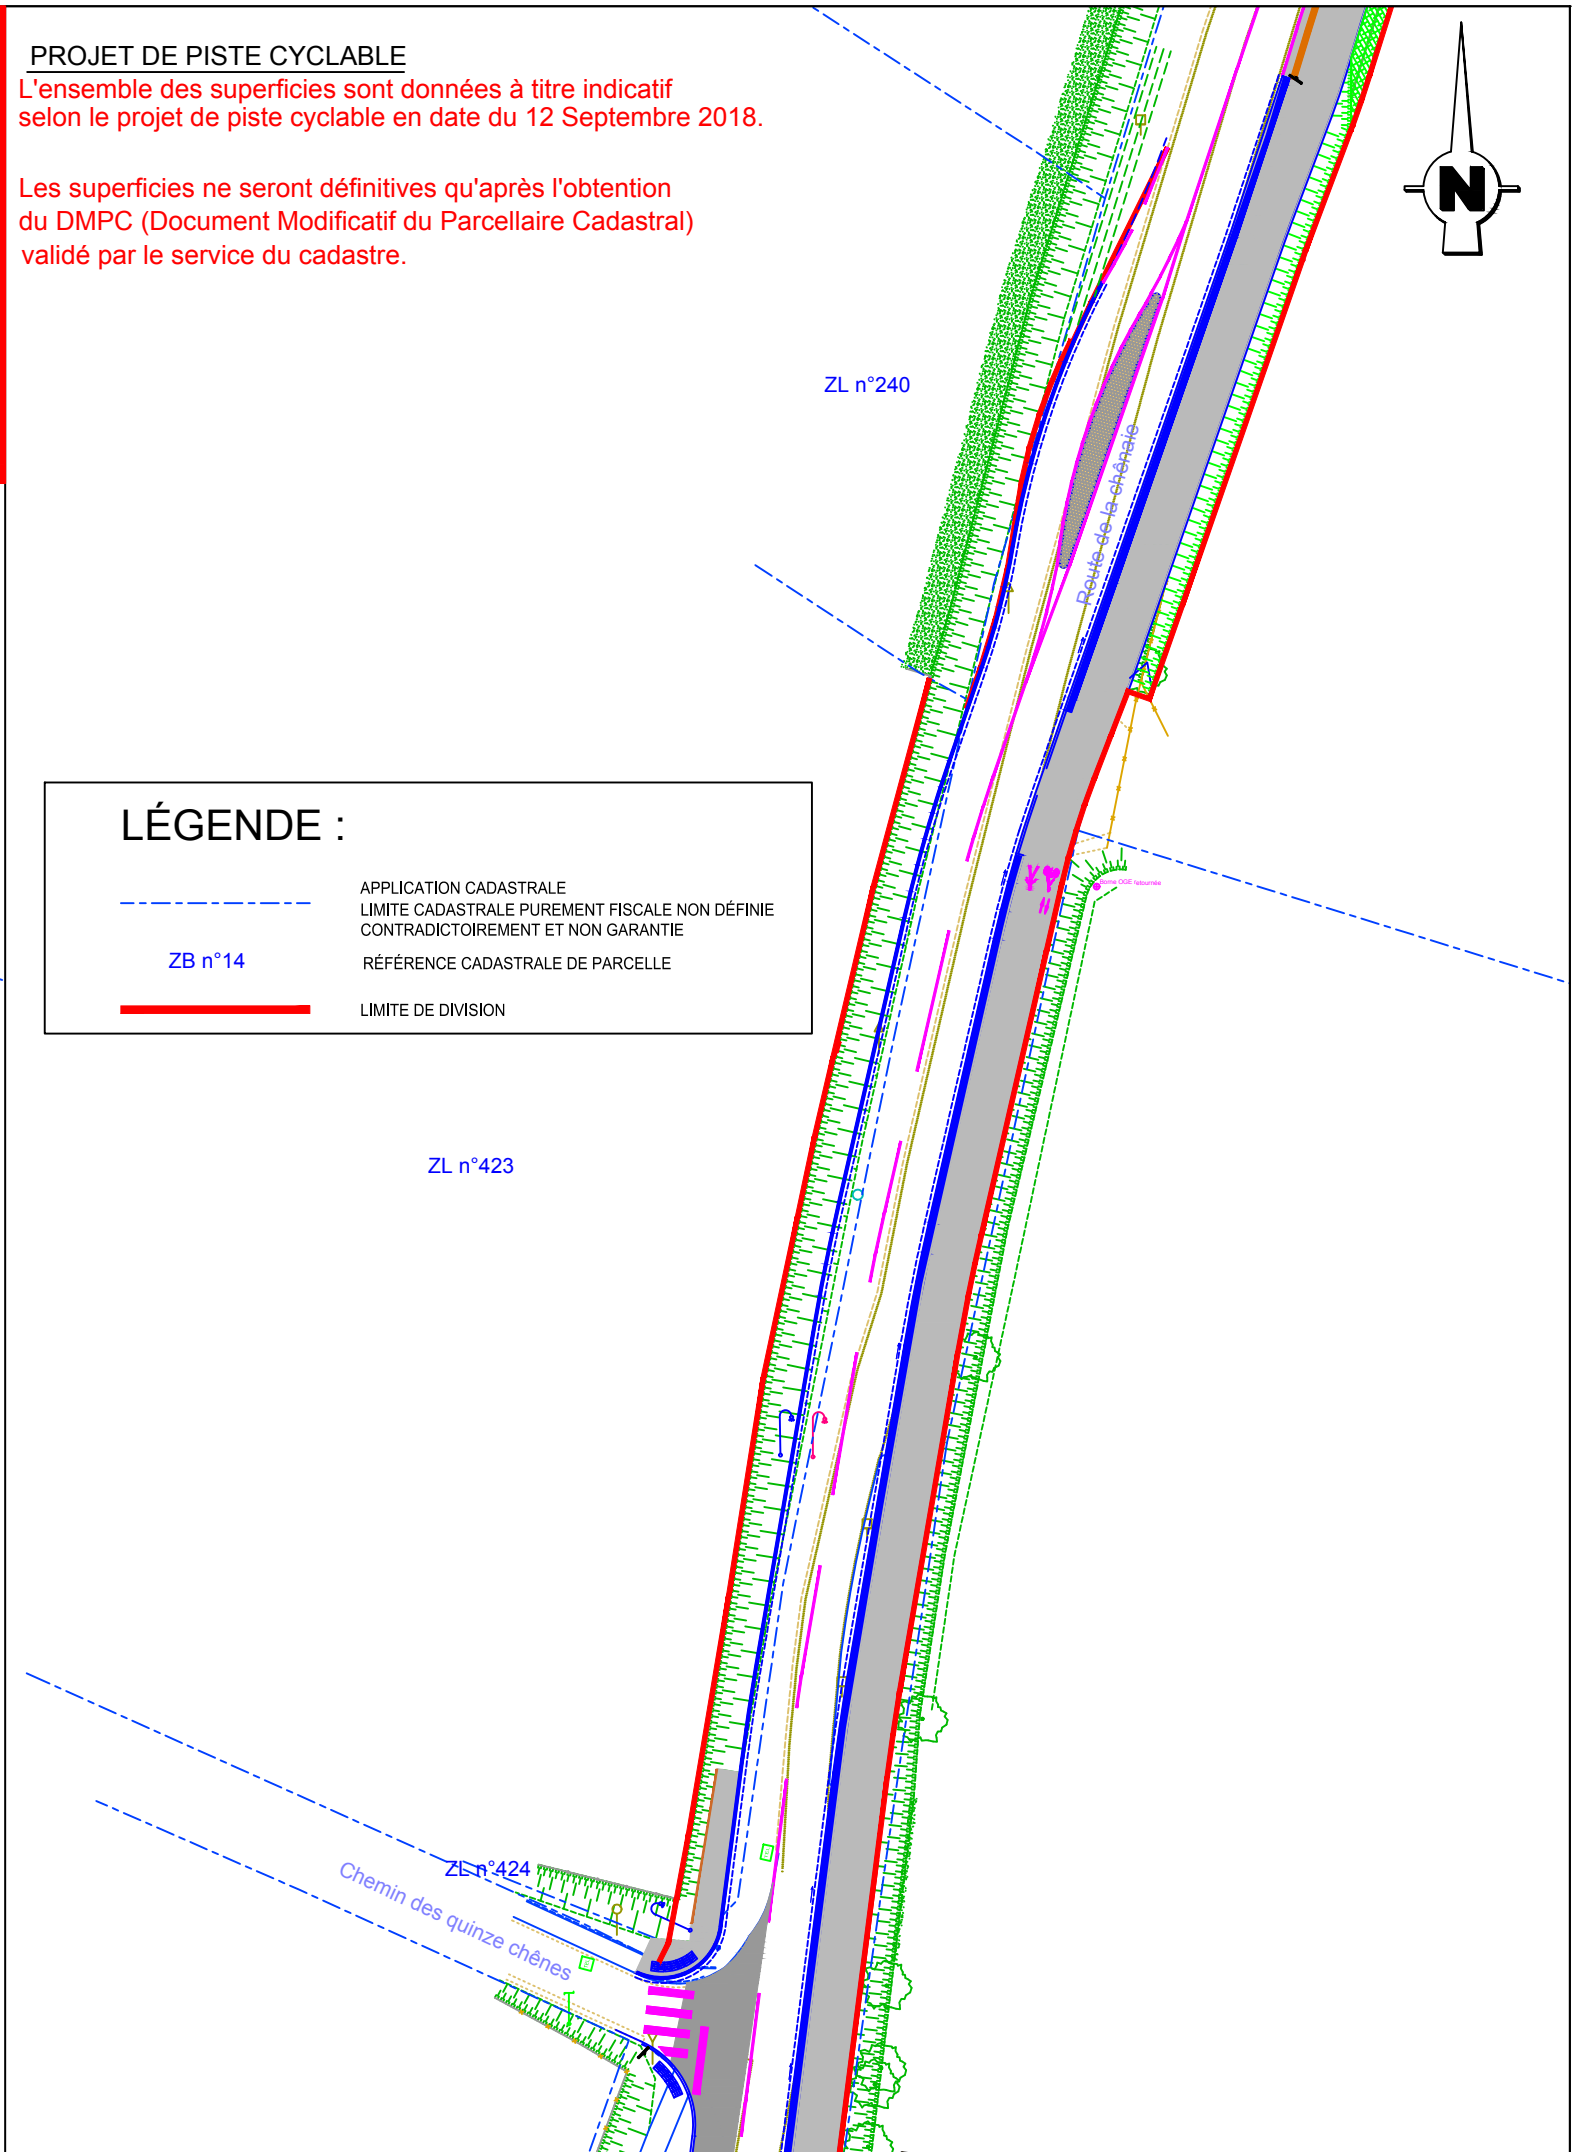 PROJET DE PISTE CYCLABLE
L'ensemble des superficies sont données à titre indicatif
selon le projet de piste cyclable en date du 12 Septembre 2018.
Les superficies ne seront définitives qu'après l'obtention
du DMPC (Document Modificatif du Parcellaire Cadastral)
validé par le service du cadastre.
N
ZL n°240
Route de la chênaie
LÉGENDE :
APPLICATION CADASTRALE
LIMITE CADASTRALE PUREMENT FISCALE NON DÉFINIE
CONTRADICTOIREMENT ET NON GARANTIE
ZB n°14
RÉFÉRENCE CADASTRALE DE PARCELLE
LIMITE DE DIVISION
Borne OGE retournée
ZL n°423
ZL n°424
Chemin des quinze chênes